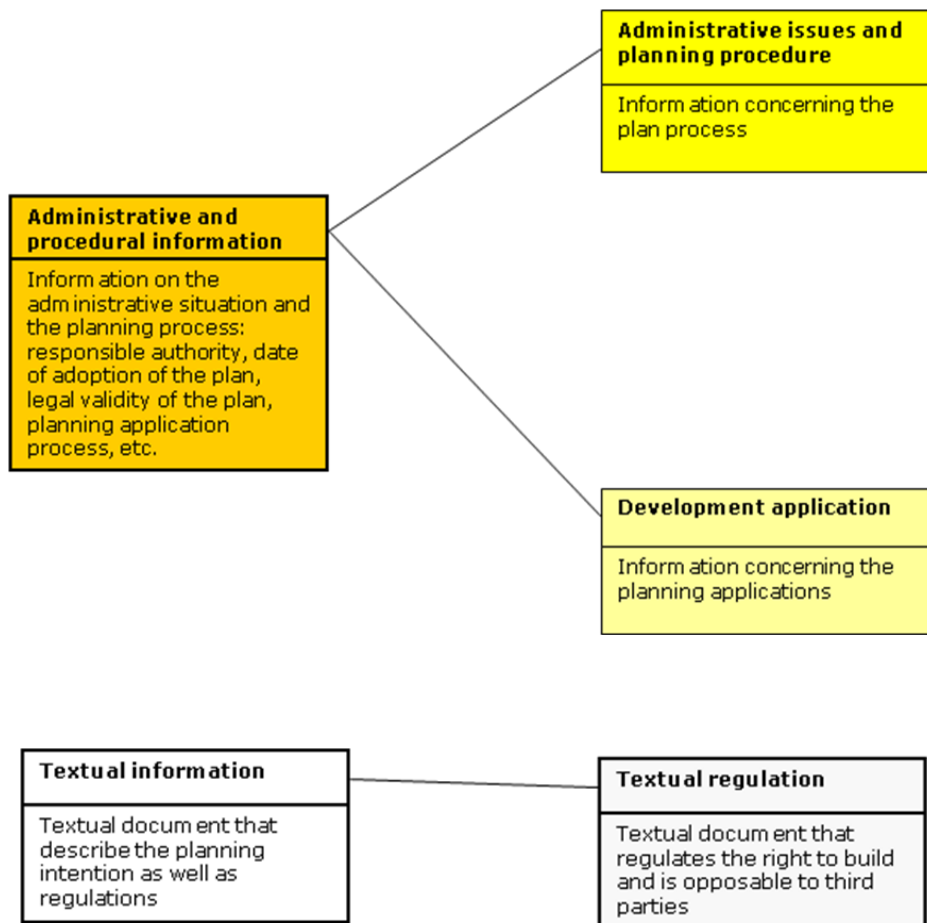 Administrative issues and
planning procedure
Information concerning the
plan process
Administrative and
procedural information
Information on the
administrative situation and
the planning process:
responsible authority, date
of adoption of the plan,
legal validity of the plan,
planning application
process, etc.
Development application
Information concerning the
planning applications
Textual information
Textual document that
describe the planning
intention as well as
regulations
Textual regulation
Textual document that
regulates the right to build
and is opposable to third
parties